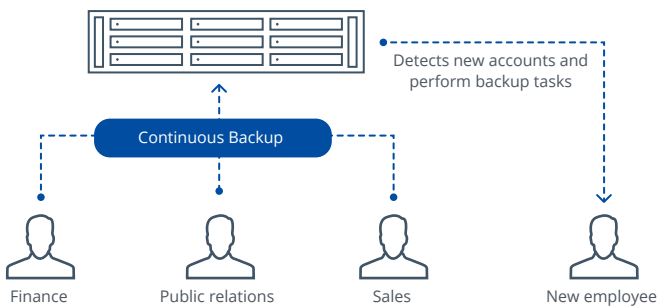 Detects new accounts and
perform backup tasks
Continuous Backup
Finance
Public relations
Sales
New employee